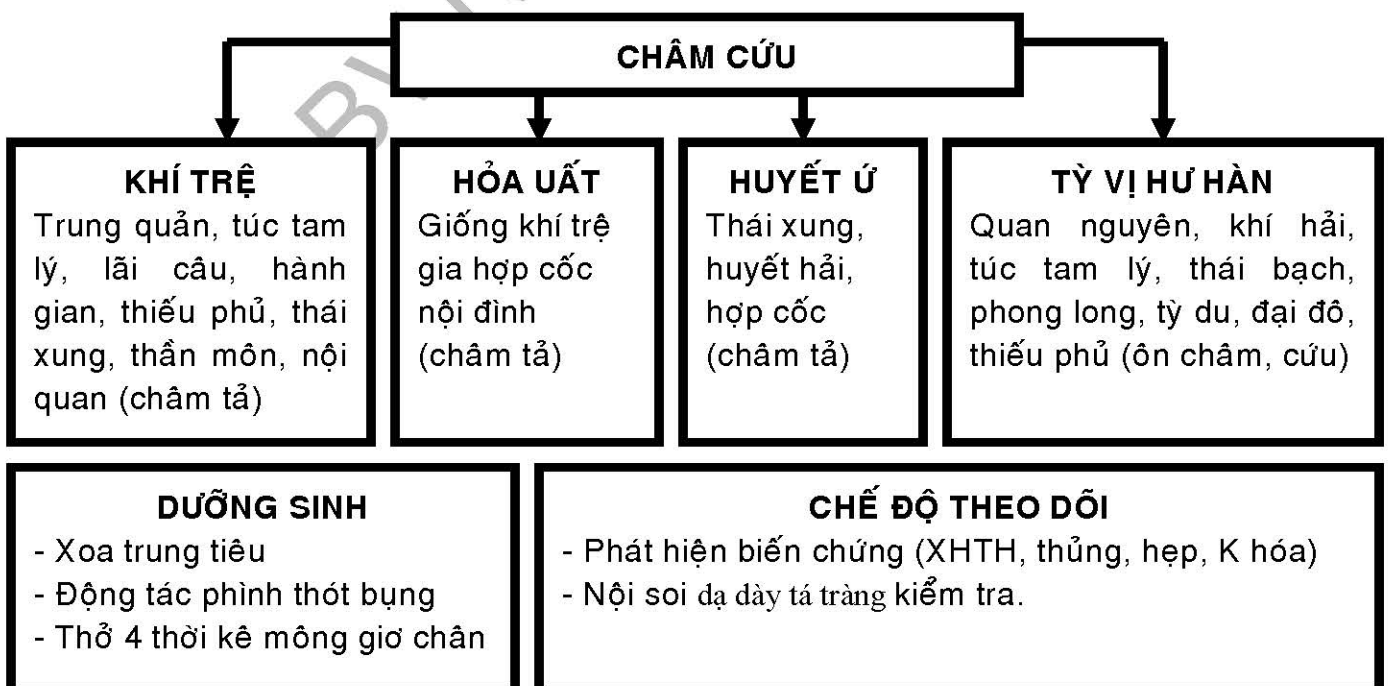 CHÂM CỨU
KHÍ TRỆ
Trung quản, túc tam
lý, lãi câu, hành
gian, thiếu phủ, thái
xung, thần môn, nội
quan (châm tả)
HỎA UẤT
Giống khí trệ
gia hợp cốc
nội đình
(châm tả)
HUYẾT Ứ
Thái xung,
huyết hải,
hợp cốc
(châm tả)
TỲ VỊ HƯ HÀN
Quan nguyên, khí hải,
túc tam lý, thái bạch,
phong long, tỳ du, đại đô,
thiếu phủ (ôn châm, cứu)
DƯỠNG SINH
- Xoa trung tiêu
- Động tác phình thót bụng
- Thở 4 thời kê mông giơ chân
CHẾ ĐỘ THEO DÕI
- Phát hiện biến chứng (XHTH, thủng, hẹp, K hóa)
- Nội soi dạ dày tá tràng kiểm tra.